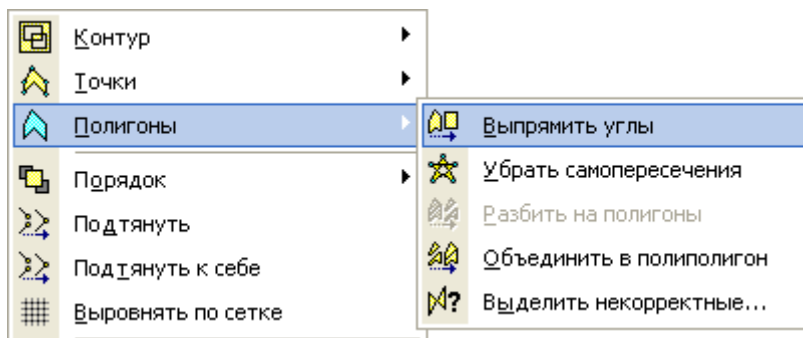 Контур
Точки
Полигоны
Порядок
Подтянуть
Подтянуть к себе
Выровнять по сетке
Выпрямить углы
Убрать самопересечения
Разбить на полигоны
Объединить в полиполигон
Выделить некорректные...